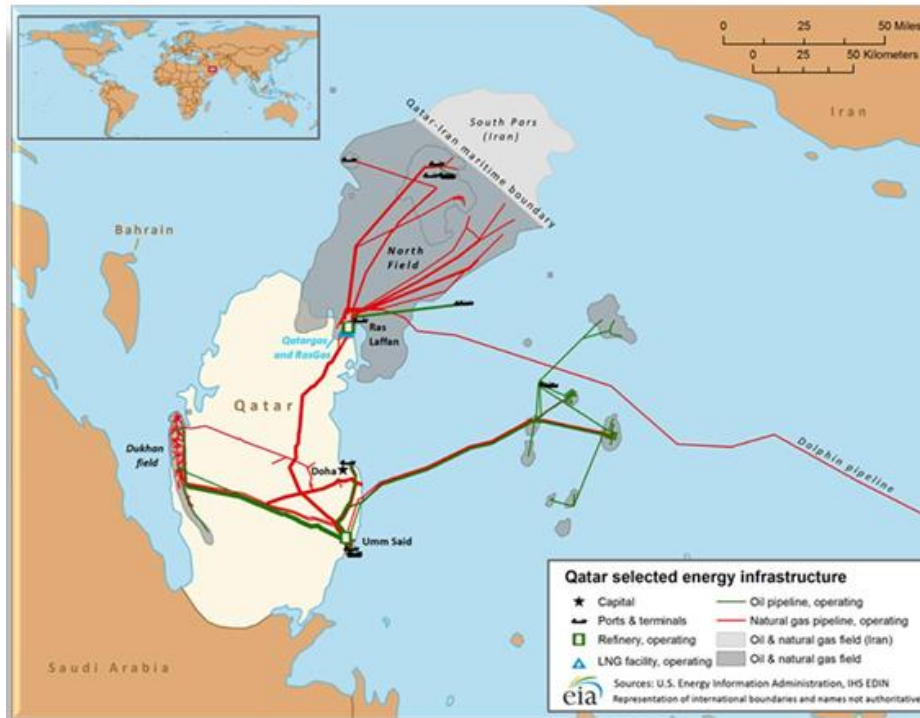 0 25 50 Miles
0 25 50 Kilometers
Iran
South Pars
(Iran)
Qatar-Iran maritime boundary
Bahrain
North
Field
Qatargas
and RasGas
Ras
Laffan
Qatar
Dukhan
field
Doha
Dolphin pipeline
Umm Said
Saudi Arabia
Qatar selected energy infrastructure
Capital
Ports & terminals
Refinery, operating
LNG facility, operating
Oil pipeline, operating
Natural gas pipeline, operating
Oil & natural gas field (Iran)
Oil & natural gas field
eia
Sources: U.S. Energy Information Administration, IHS EDIN
Representation of international boundaries and names not authoritative